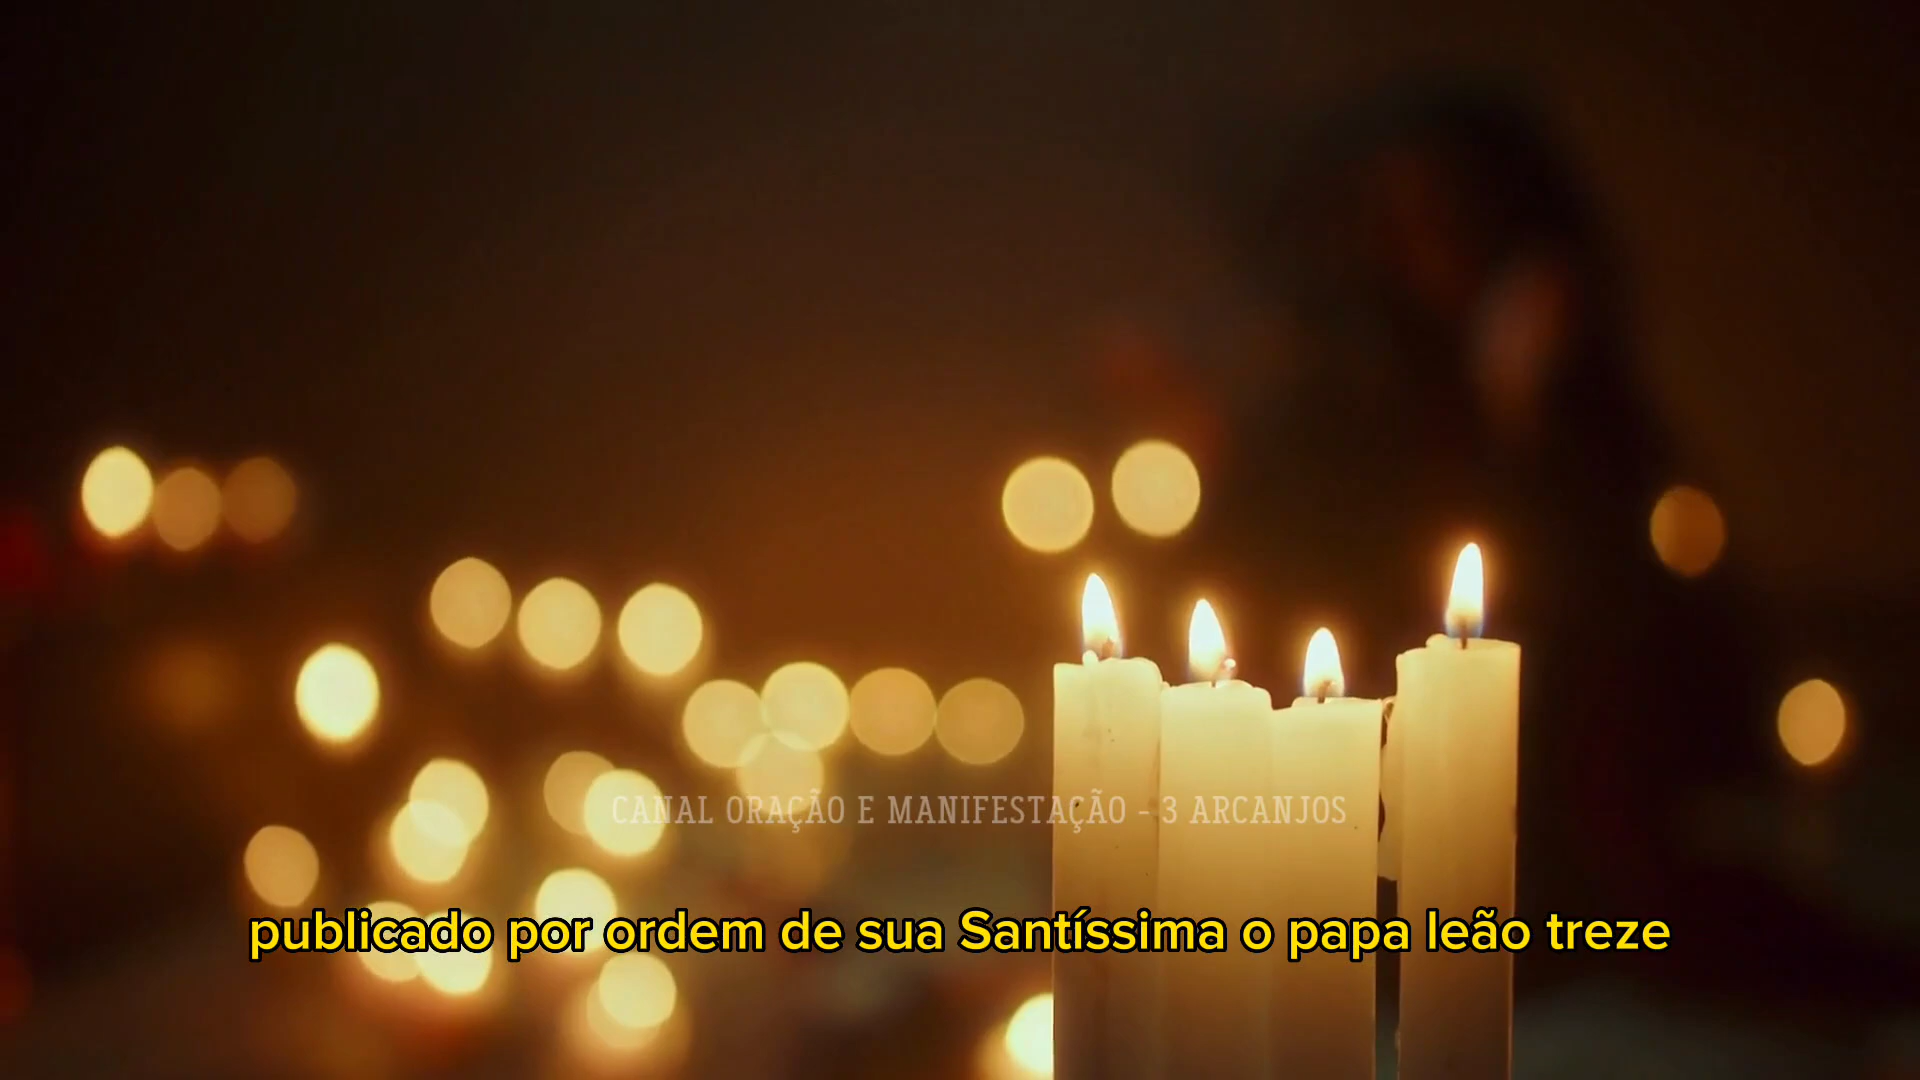 CANAL ORAÇÃO E MANIFESTAÇÃO - 3 ARCANJOS
publicado por ordem de sua Santíssima o papa leão treze